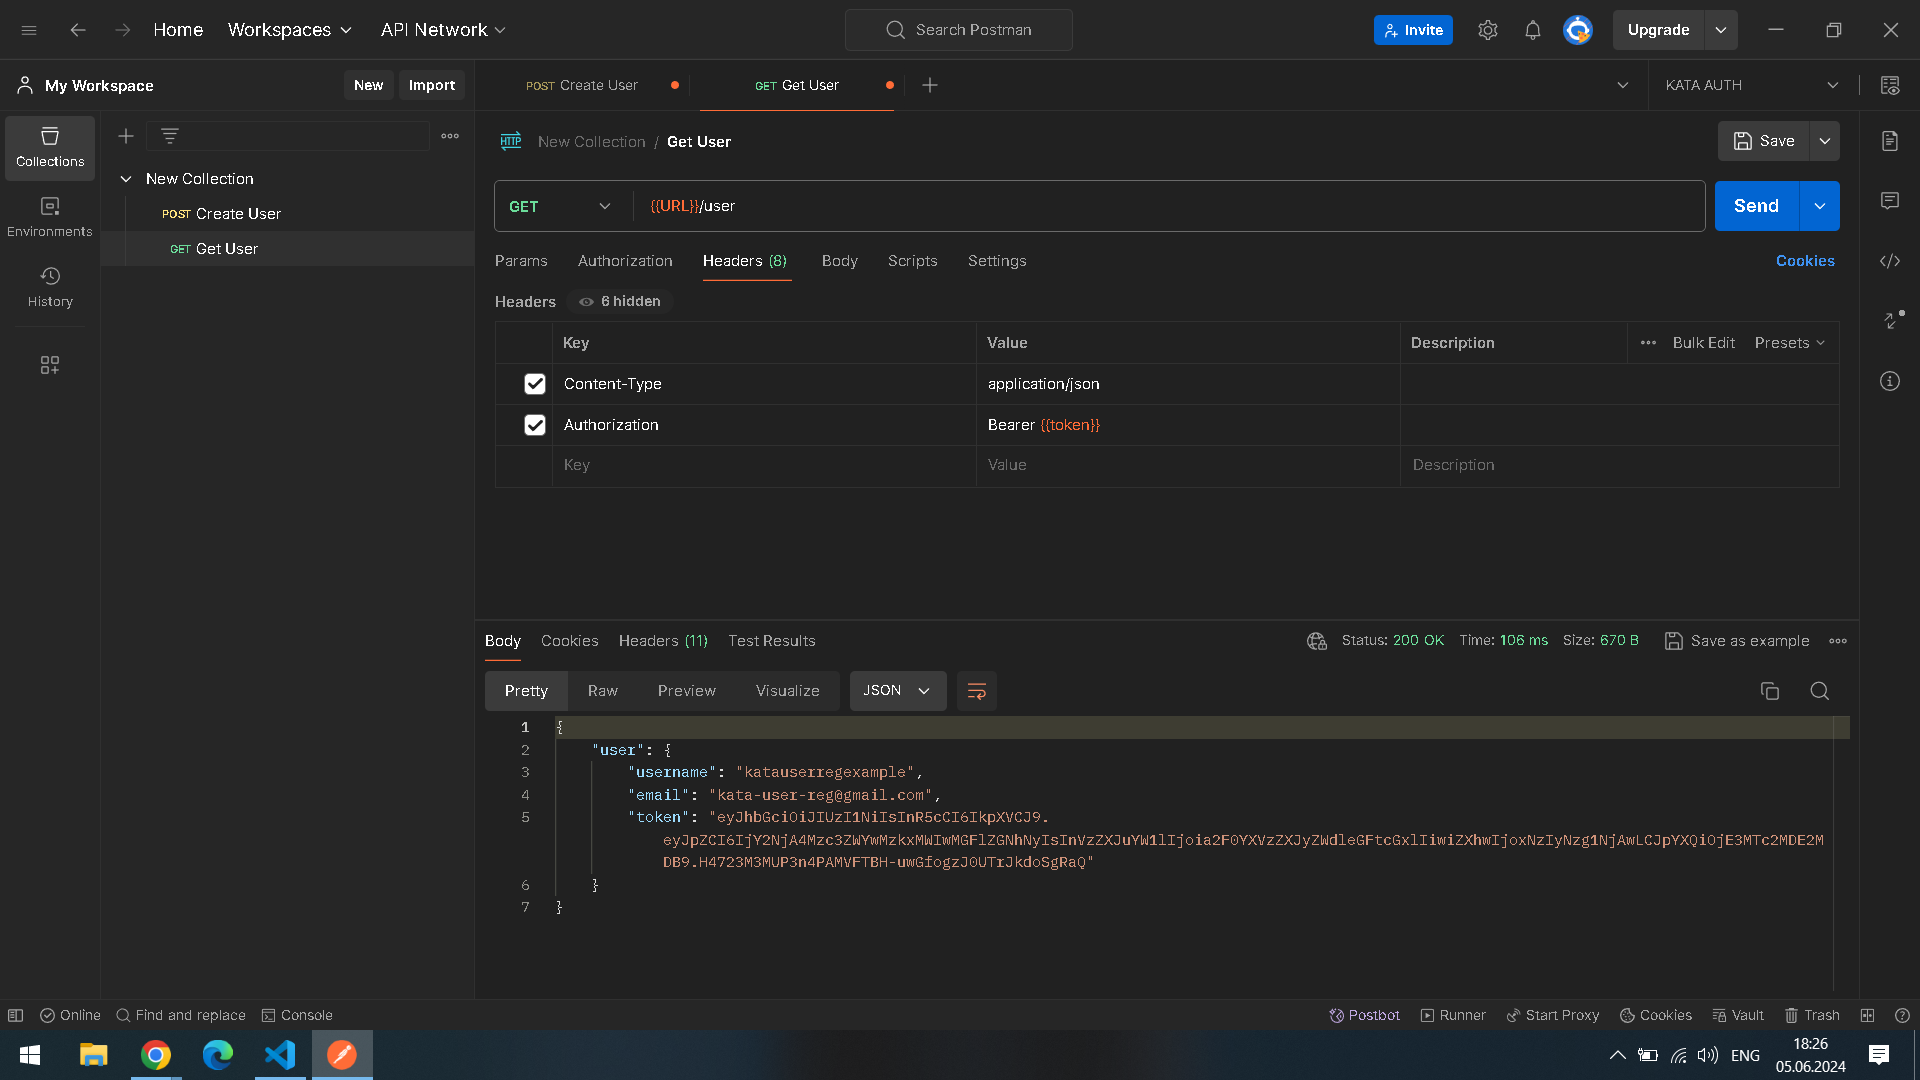 Home Workspaces API Network Search Postman Invite Upgrade
My Workspace New Import POST Create User GET Get User KATA AUTH
Collections
Environments
History
New Collection
POST Create User
GET Get User
HTTP New Collection / Get User Save
GET {{URL}}/user Send
Params Authorization Headers (8) Body Scripts Settings Cookies
Headers 6 hidden
Key Value Description Bulk Edit Presets
Content-Type application/json
Authorization Bearer {{token}}
Key Value Description
Body Cookies Headers (11) Test Results Status: 200 OK Time: 106 ms Size: 670 B Save as example
Pretty Raw Preview Visualize JSON
1 {
2 "user": {
3 "username": "katauserregexample",
4 "email": "kata-user-reg@gmail.com",
5 "token": "eyJhbGciOiJIUzI1NiIsInR5cCI6IkpXVCJ9.
eyJpZCI6IjY2NjA4Mzc3ZWYwMzkxMWIwMGFlZGNhNyIsInVzZXJuYW1lIjoia2F0YXVzZXJyZWdleGFtcGxlIiwiZXhwIjoxNzIyNzg1NjAwLCJpYXQiOjE3MTc2MDE2M
DB9.H4723M3MUP3n4PAMVFTBH-uwGfogzJ0UTrJkdoSgRaQ"
6 }
7 }
Online Find and replace Console Postbot Runner Start Proxy Cookies Vault Trash
ENG 18:26
05.06.2024